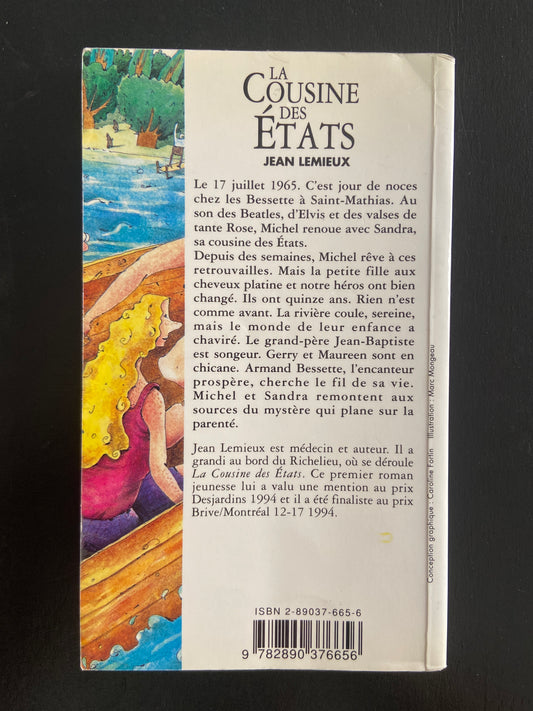 LA
COUSINE
DES
ÉTATS
JEAN LEMIEUX
Le 17 juillet 1965. C'est jour de noces
chez les Bessette à Saint-Mathias. Au
son des Beatles, d'Elvis et des valses de
tante Rose, Michel renoue avec Sandra,
sa cousine des États.
Depuis des semaines, Michel rêve à ces
retrouvailles. Mais la petite fille aux
cheveux platine et notre héros ont bien
changé. Ils ont quinze ans. Rien n'est
comme avant. La rivière coule, sereine,
mais le monde de leur enfance a
chaviré. Le grand-père Jean-Baptiste
est songeur. Gerry et Maureen sont en
chicane. Armand Bessette, l'encanteur
prospère, cherche le fil de sa vie.
Michel et Sandra remontent aux
sources du mystère qui plane sur la
parenté.
Jean Lemieux est médecin et auteur. Il a
grandi au bord du Richelieu, où se déroule
La Cousine des États. Ce premier roman
jeunesse lui a valu une mention au prix
Desjardins 1994 et il a été finaliste au prix
Brive/Montréal 12-17 1994.
Conception graphique : Caroline Fortin Illustration : Marc Mongeau
ISBN 2-89037-665-6
9 782890 376656